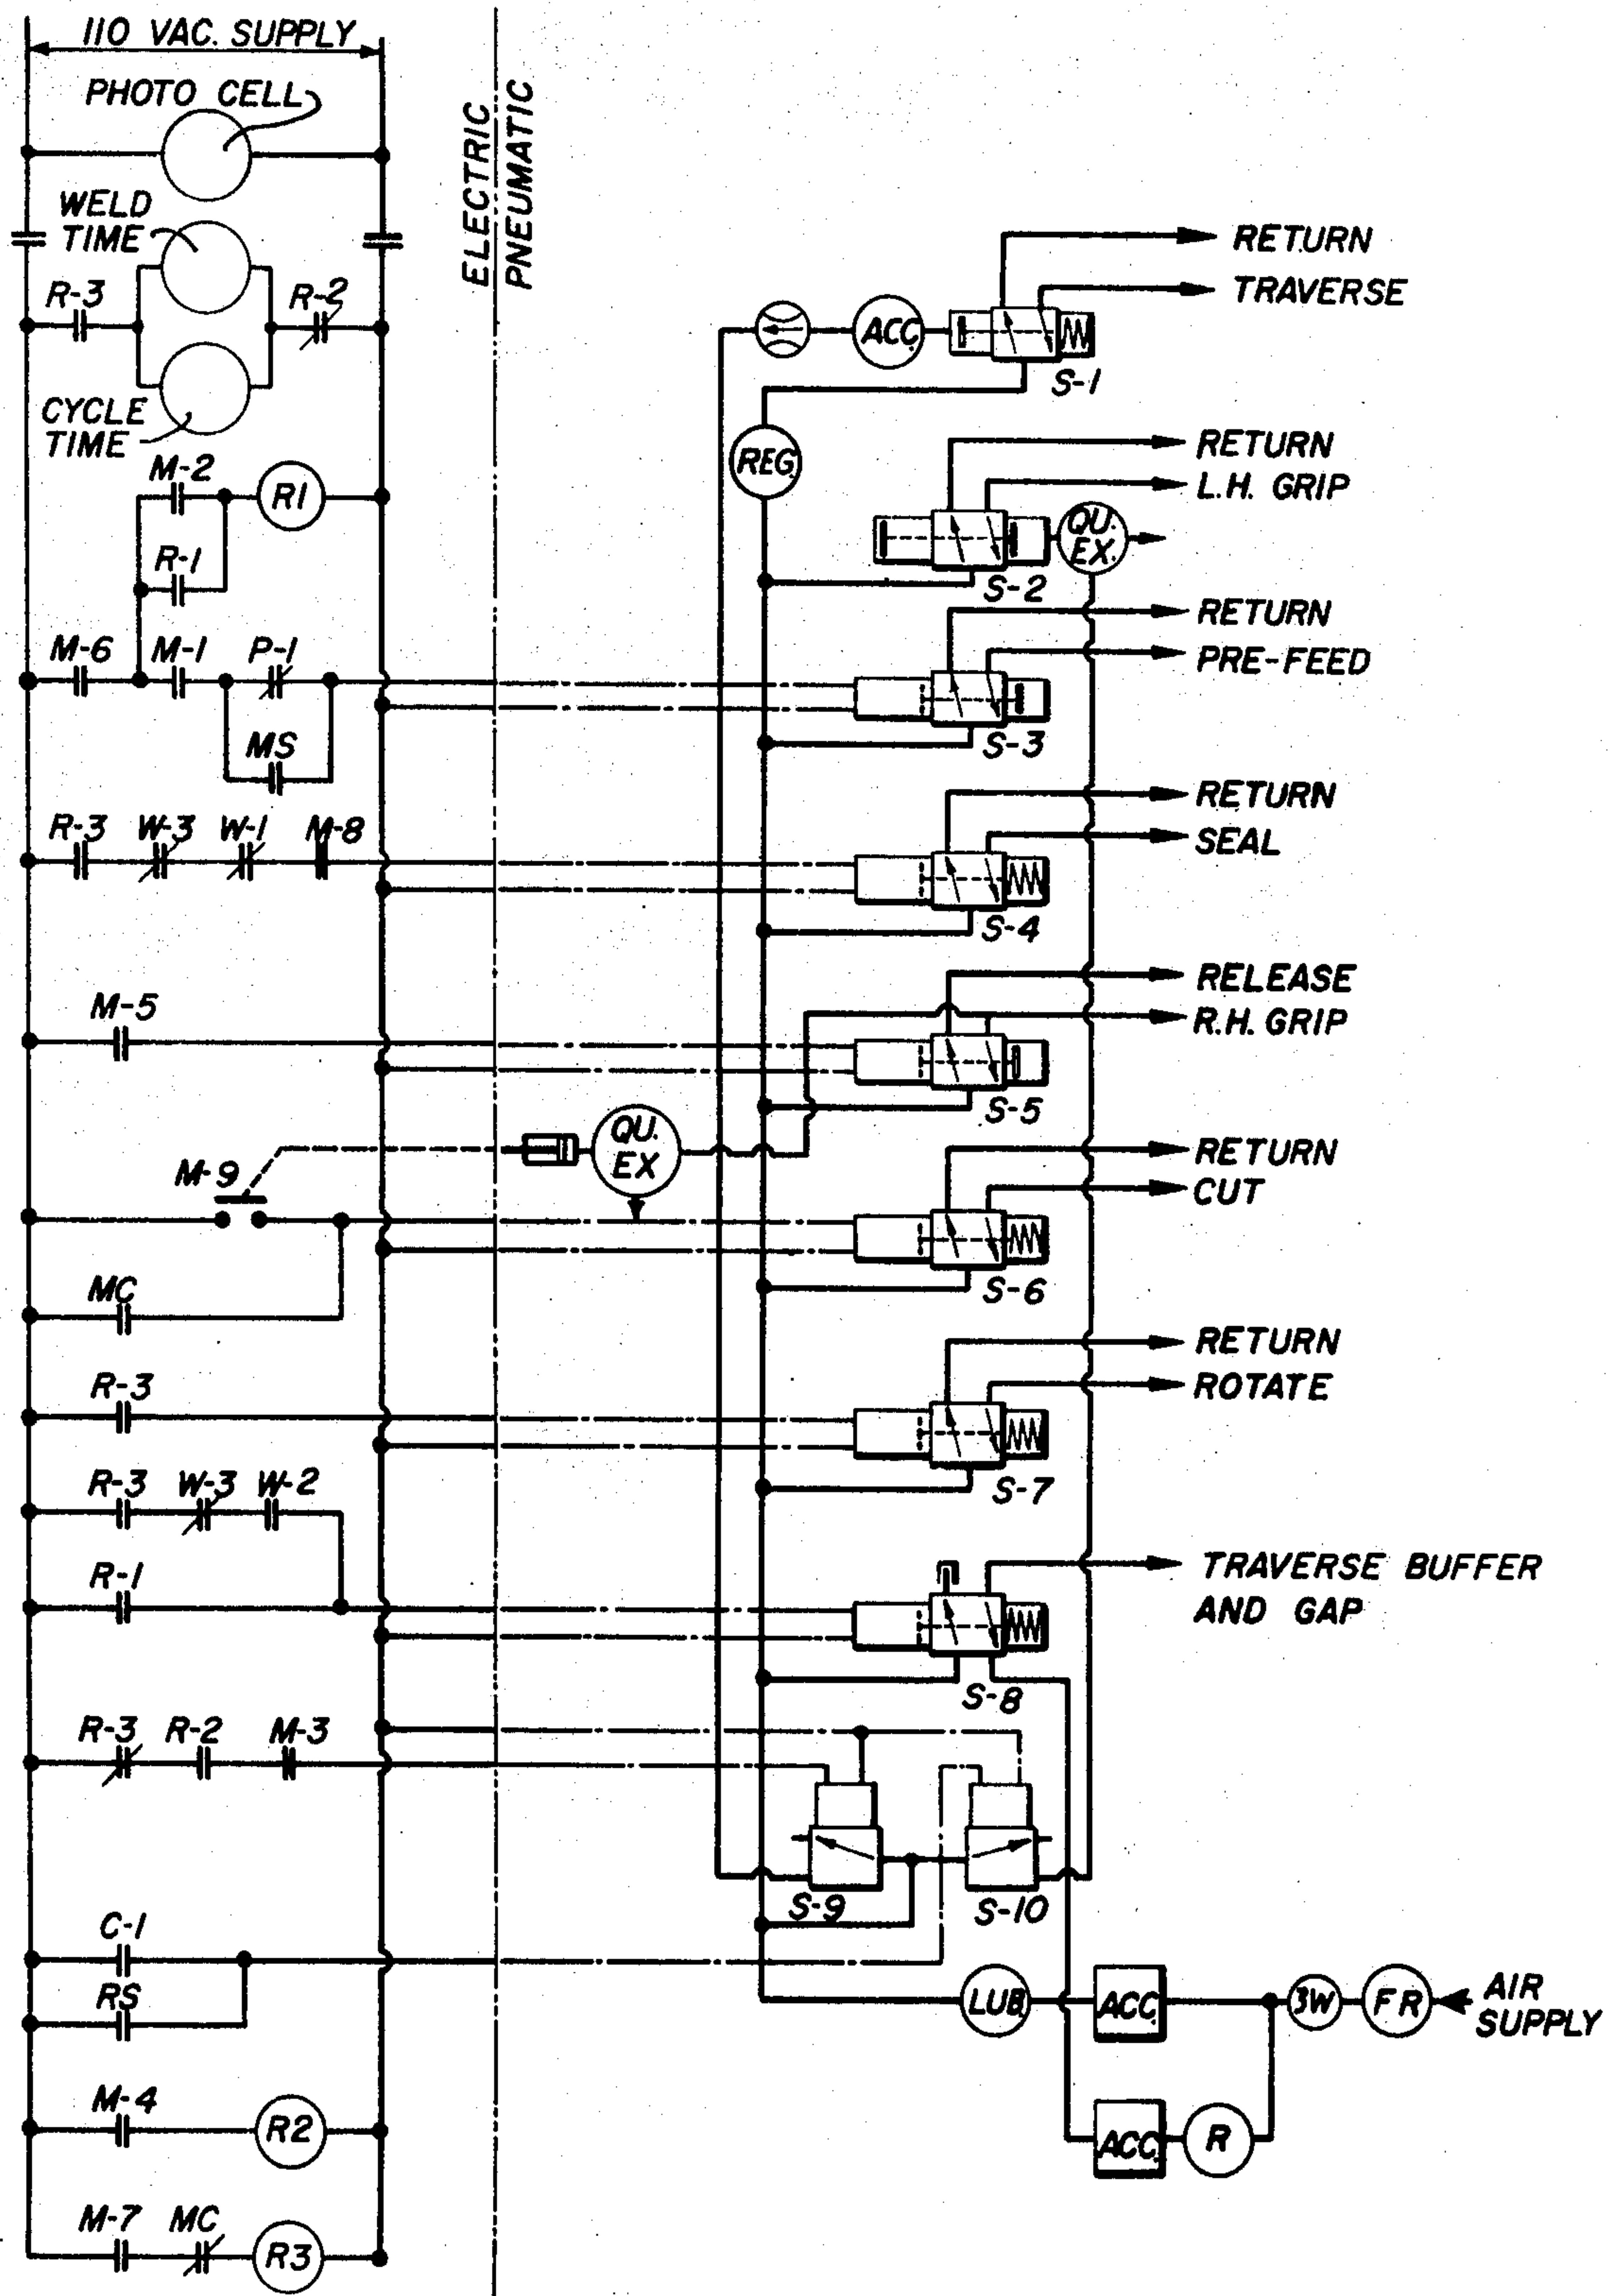 110 VAC. SUPPLY
PHOTO CELL
ELECTRIC
PNEUMATIC
WELD
TIME
R-3
R-2
CYCLE
TIME
RETURN
TRAVERSE
ACC.
S-1
REG.
M-2
R1
R-1
RETURN
L.H. GRIP
QU.
EX.
S-2
M-6
M-1
P-1
MS
RETURN
PRE-FEED
S-3
R-3
W-3
W-1
M-8
RETURN
SEAL
S-4
M-5
RELEASE
R.H. GRIP
S-5
M-9
QU.
EX
RETURN
CUT
S-6
MC
R-3
RETURN
ROTATE
S-7
R-3
W-3
W-2
R-1
TRAVERSE BUFFER
AND GAP
S-8
R-3
R-2
M-3
S-9
S-10
C-1
RS
LUB.
ACC.
3W
FR
AIR
SUPPLY
M-4
R2
ACC.
R
M-7
MC
R3